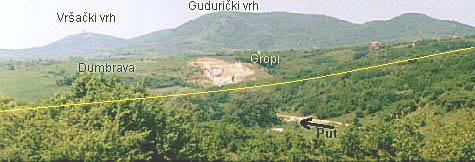 Gudurički vrh
Vršački vrh
Gropi
Dumbrava
Put